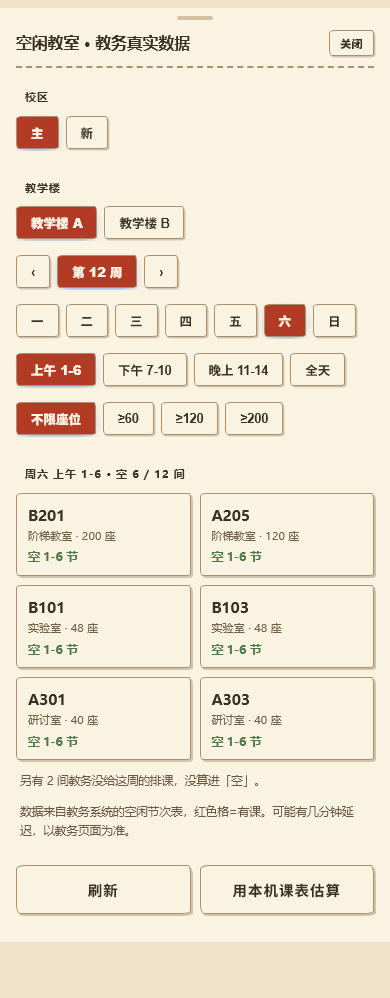 空闲教室 • 教务真实数据
关闭
校区
主 新
教学楼
教学楼 A 教学楼 B
‹ 第 12 周 ›
一 二 三 四 五 六 日
上午 1-6 下午 7-10 晚上 11-14 全天
不限座位 ≥60 ≥120 ≥200
周六 上午 1-6 • 空 6 / 12 间
B201
阶梯教室 · 200 座
空 1-6 节
A205
阶梯教室 · 120 座
空 1-6 节
B101
实验室 · 48 座
空 1-6 节
B103
实验室 · 48 座
空 1-6 节
A301
研讨室 · 40 座
空 1-6 节
A303
研讨室 · 40 座
空 1-6 节
另有 2 间教务没给这周的排课，没算进「空」。
数据来自教务系统的空闲节次表，红色格=有课。可能有几分钟延
迟，以教务页面为准。
刷新 用本机课表估算